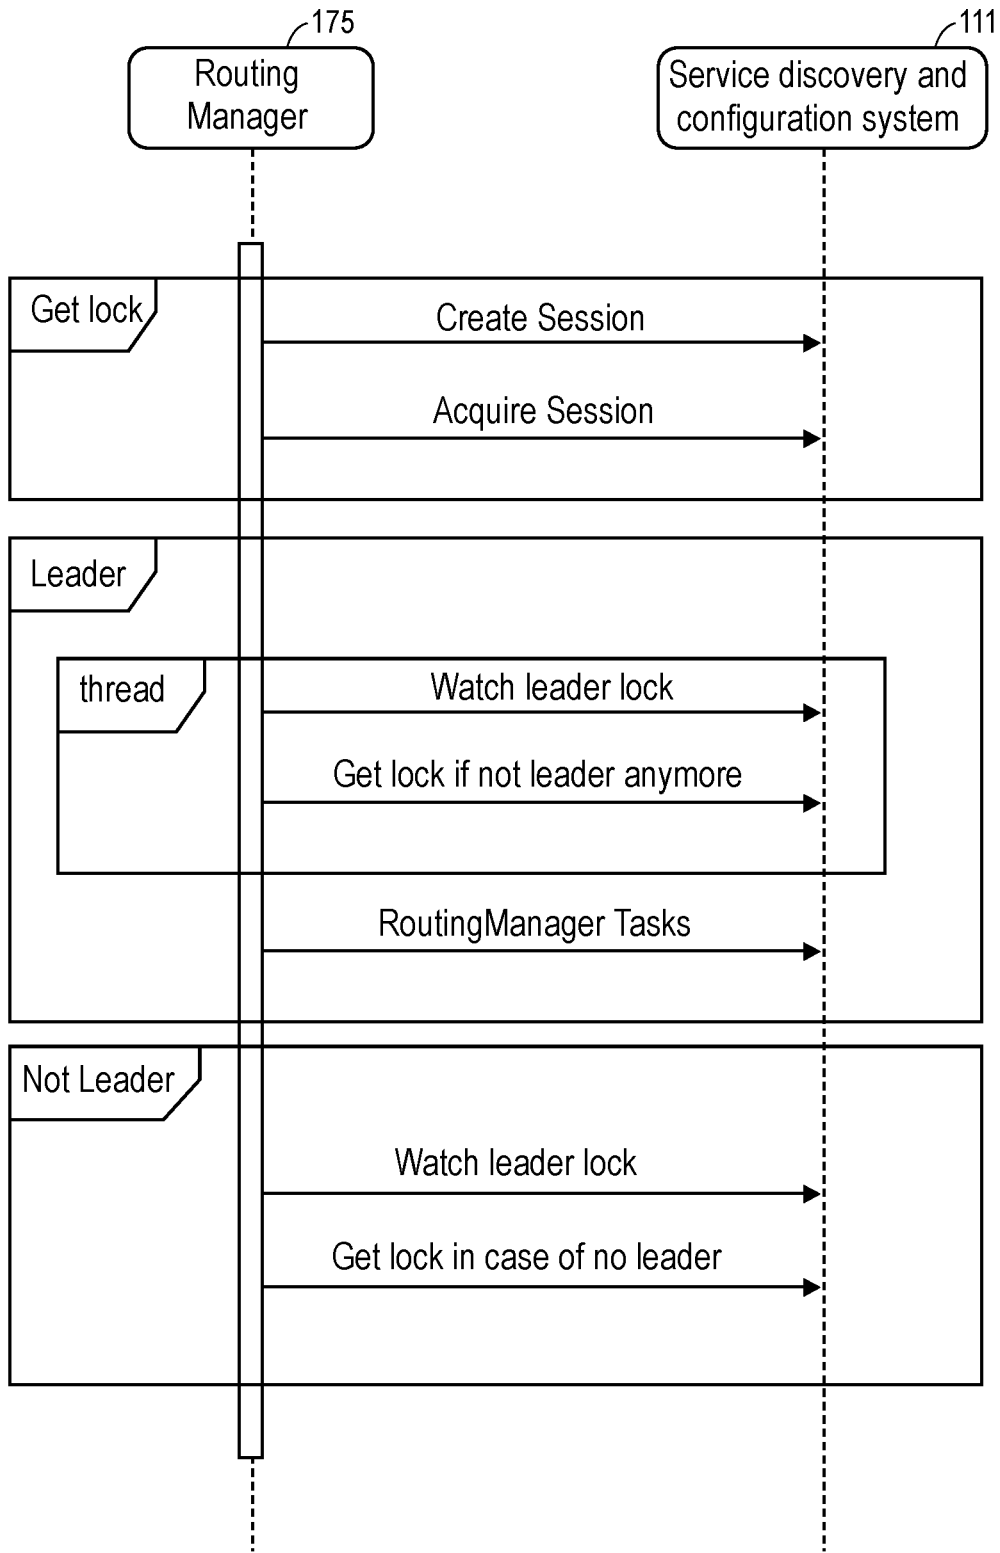 175
111
Routing
Manager
Service discovery and
configuration system
Get lock
Create Session
Acquire Session
Leader
thread
Watch leader lock
Get lock if not leader anymore
RoutingManager Tasks
Not Leader
Watch leader lock
Get lock in case of no leader